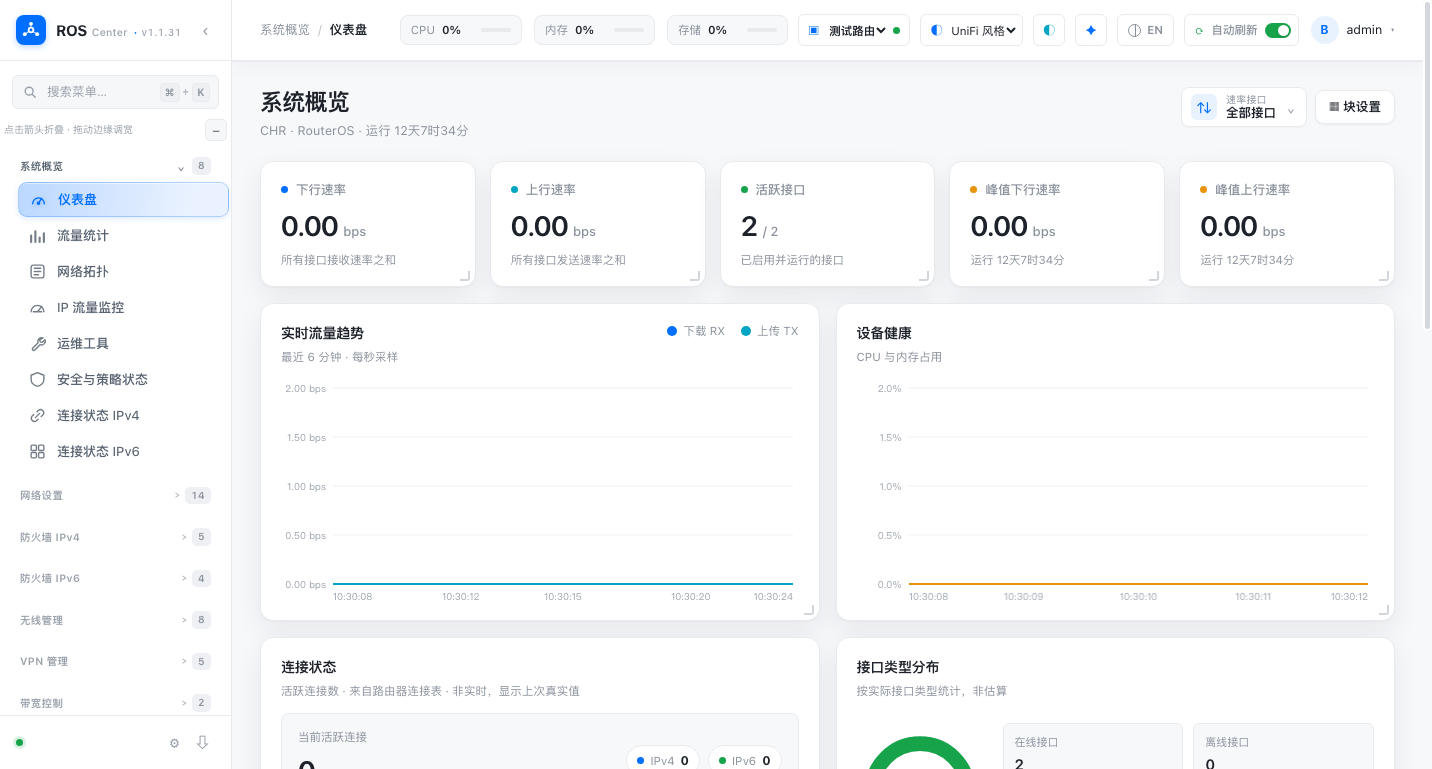 ROS Center · v1.1.31
搜索菜单... ⌘ + K
点击箭头折叠 · 拖动边缘调宽
系统概览 8
仪表盘
流量统计
网络拓扑
IP 流量监控
运维工具
安全与策略状态
连接状态 IPv4
连接状态 IPv6
网络设置 14
防火墙 IPv4 5
防火墙 IPv6 4
无线管理 8
VPN 管理 5
带宽控制 2
系统概览 / 仪表盘 CPU 0% 内存 0% 存储 0% 测试路由 UniFi 风格 EN 自动刷新 B admin
系统概览
CHR · RouterOS · 运行 12天7时34分
速率接口
全部接口
块设置
下行速率
0.00 bps
所有接口接收速率之和
上行速率
0.00 bps
所有接口发送速率之和
活跃接口
2 / 2
已启用并运行的接口
峰值下行速率
0.00 bps
运行 12天7时34分
峰值上行速率
0.00 bps
运行 12天7时34分
实时流量趋势 下载 RX 上传 TX
最近 6 分钟 · 每秒采样
2.00 bps
1.50 bps
1.00 bps
0.50 bps
0.00 bps
10:30:08 10:30:12 10:30:15 10:30:20 10:30:24
设备健康
CPU 与内存占用
2.0%
1.5%
1.0%
0.5%
0.0%
10:30:08 10:30:09 10:30:10 10:30:11 10:30:12
连接状态
活跃连接数 · 来自路由器连接表 · 非实时，显示上次真实值
当前活跃连接
0
IPv4 0 IPv6 0
接口类型分布
按实际接口类型统计，非估算
在线接口
2
离线接口
0